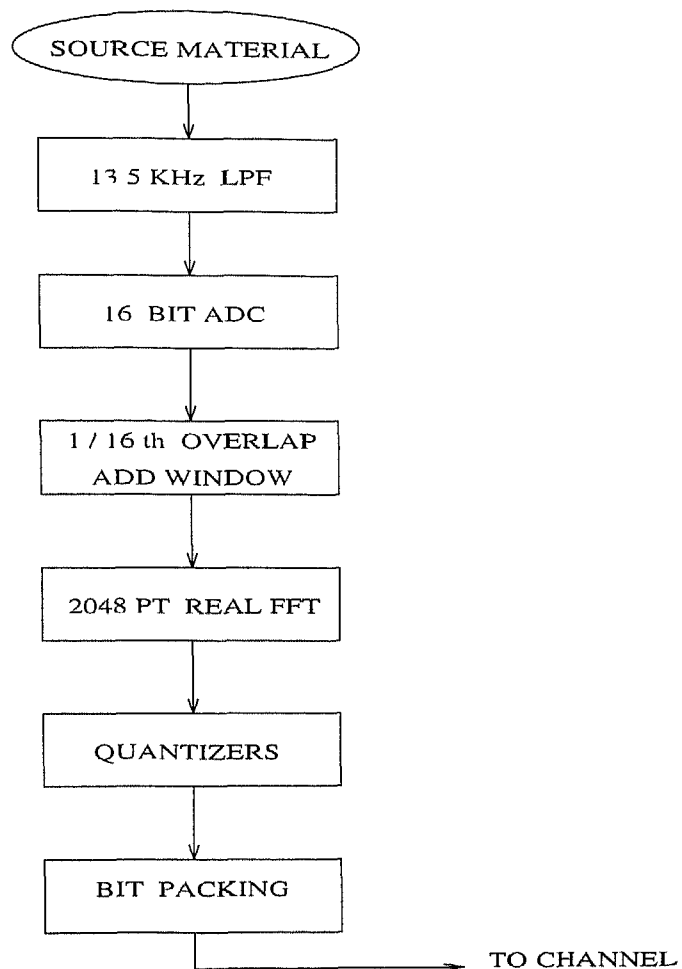 SOURCE MATERIAL
13 5 KHz LPF
16 BIT ADC
1 / 16 th OVERLAP
ADD WINDOW
2048 PT REAL FFT
QUANTIZERS
BIT PACKING
TO CHANNEL